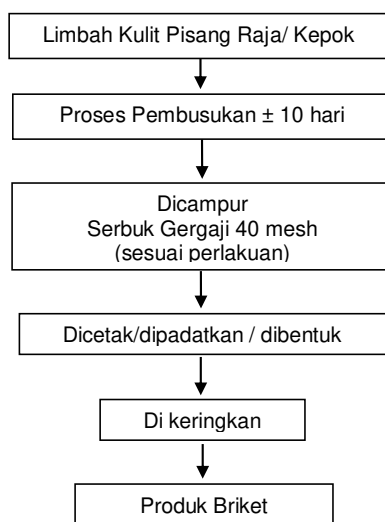 Limbah Kulit Pisang Raja/ Kepok
Proses Pembusukan ± 10 hari
Dicampur
Serbuk Gergaji 40 mesh
(sesuai perlakuan)
Dicetak/dipadatkan / dibentuk
Di keringkan
Produk Briket